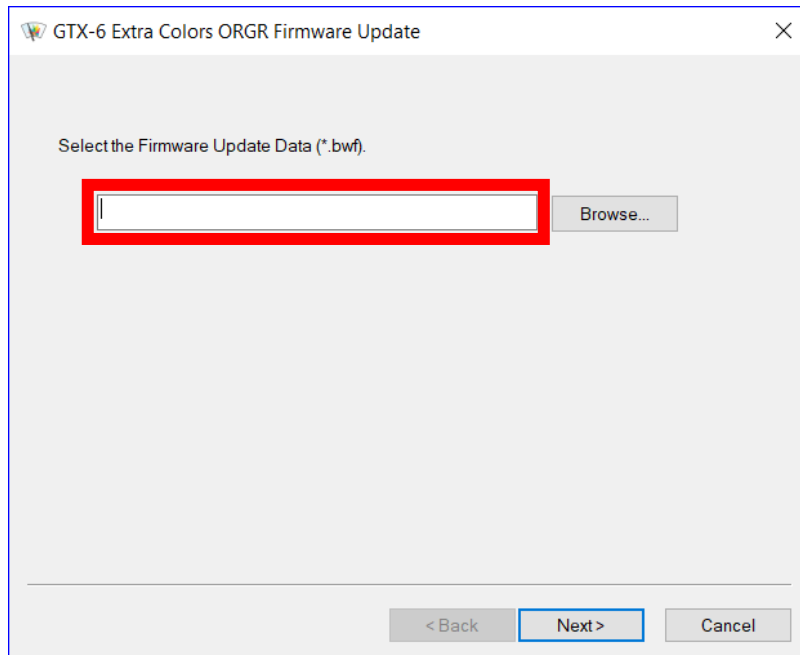 GTX-6 Extra Colors ORGR Firmware Update
Select the Firmware Update Data (*.bwf).
Browse...
< Back
Next >
Cancel